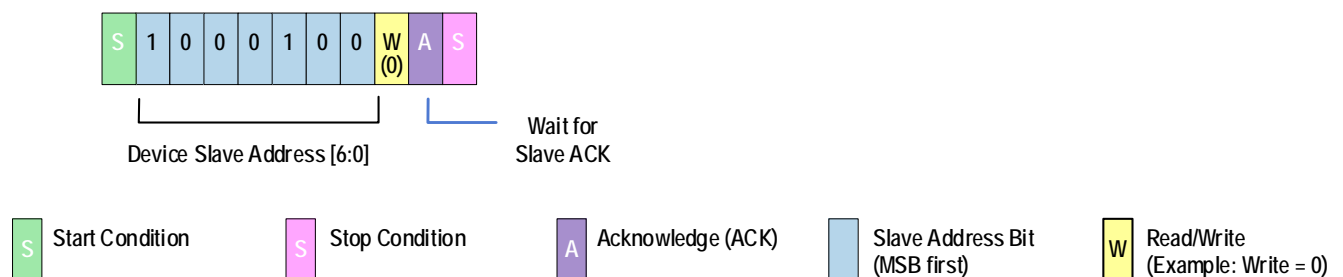 S 1 0 0 0 1 0 0 W A S
(0)
Wait for
Slave ACK
Device Slave Address [6:0]
S Start Condition
S Stop Condition
A Acknowledge (ACK)
Slave Address Bit
(MSB first)
W Read/Write
(Example: Write = 0)